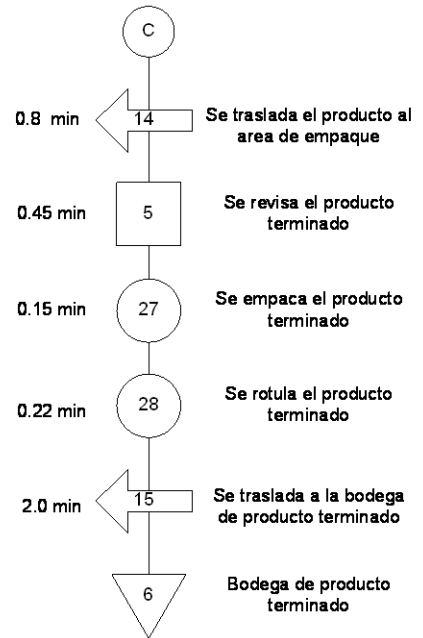 C
0.8 min
14
Se traslada el producto al
area de empaque
0.45 min
5
Se revisa el producto
terminado
0.15 min
27
Se empaca el producto
terminado
0.22 min
28
Se rotula el producto
terminado
2.0 min
15
Se traslada a la bodega
de producto terminado
6
Bodega de producto
terminado